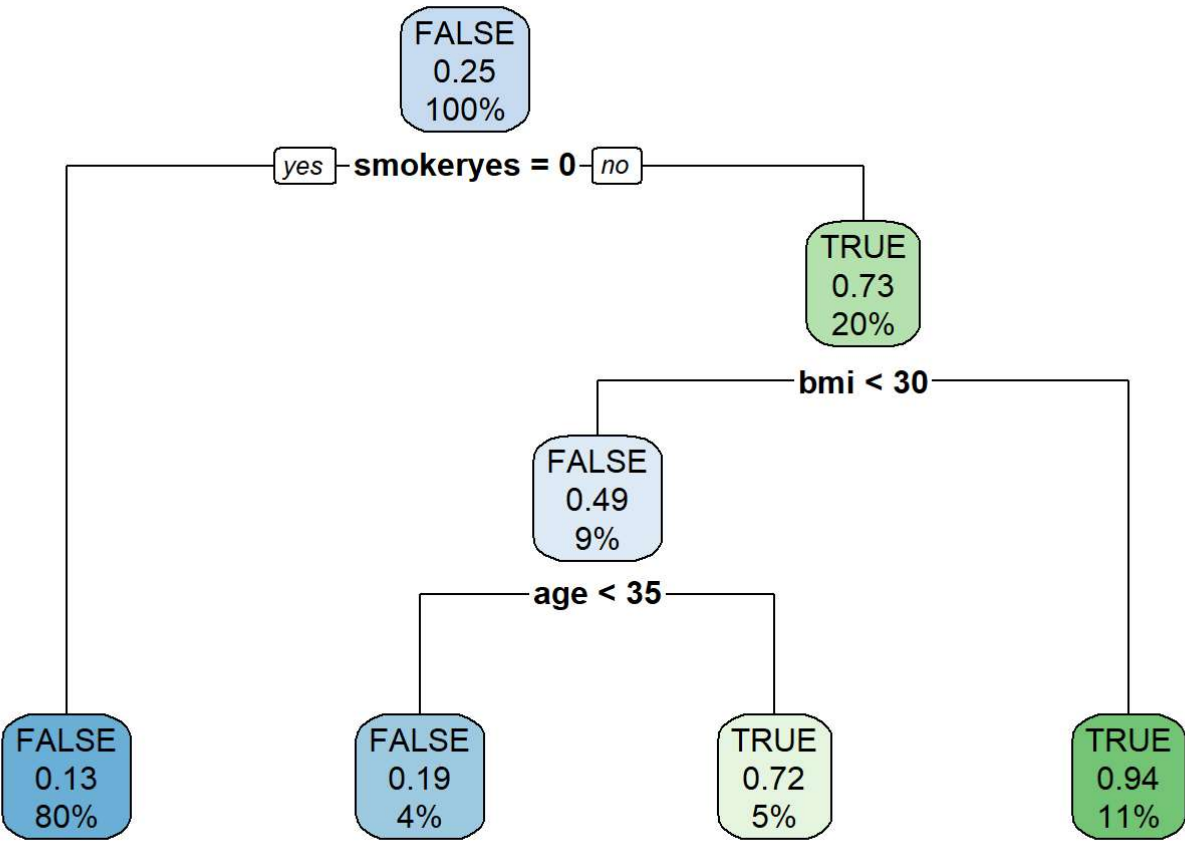 FALSE
0.25
100%
yes smokeryes = 0 no
TRUE
0.73
20%
bmi < 30
FALSE
0.49
9%
age < 35
FALSE
0.13
80%
FALSE
0.19
4%
TRUE
0.72
5%
TRUE
0.94
11%